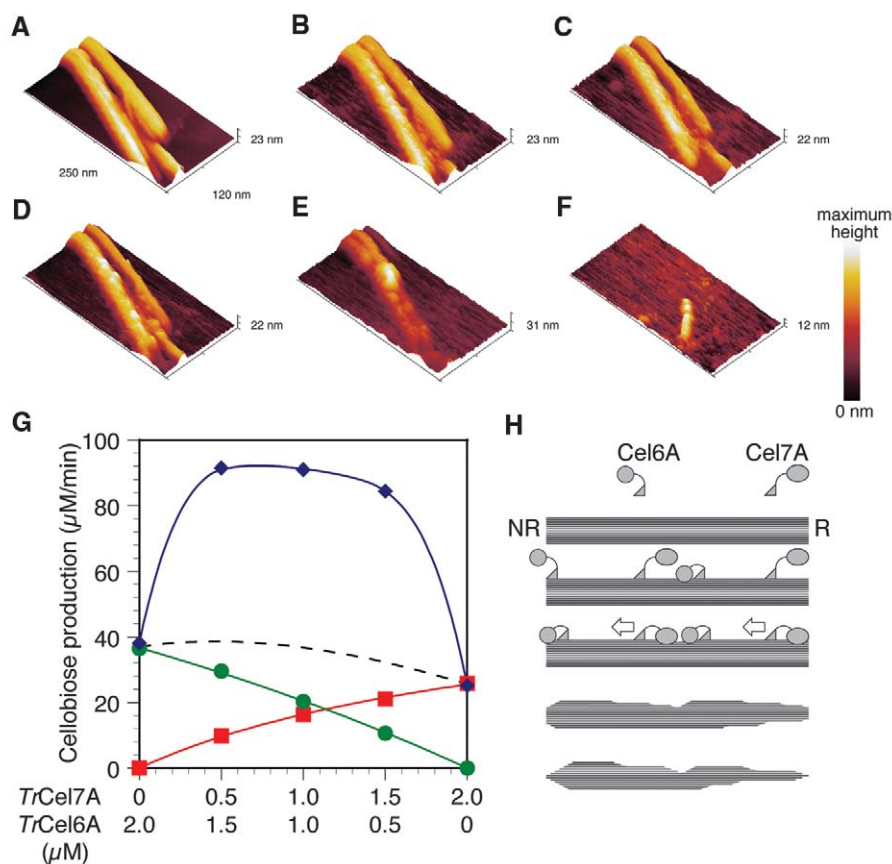 A
B
C
23 nm
23 nm
22 nm
250 nm
120 nm
D
E
F
maximum
height
22 nm
31 nm
12 nm
0 nm
G
H
100
80
60
40
20
0
Cellobiose production (µM/min)
TrCel7A 0 0.5 1.0 1.5 2.0
TrCel6A 2.0 1.5 1.0 0.5 0
(µM)
Cel6A Cel7A
NR R